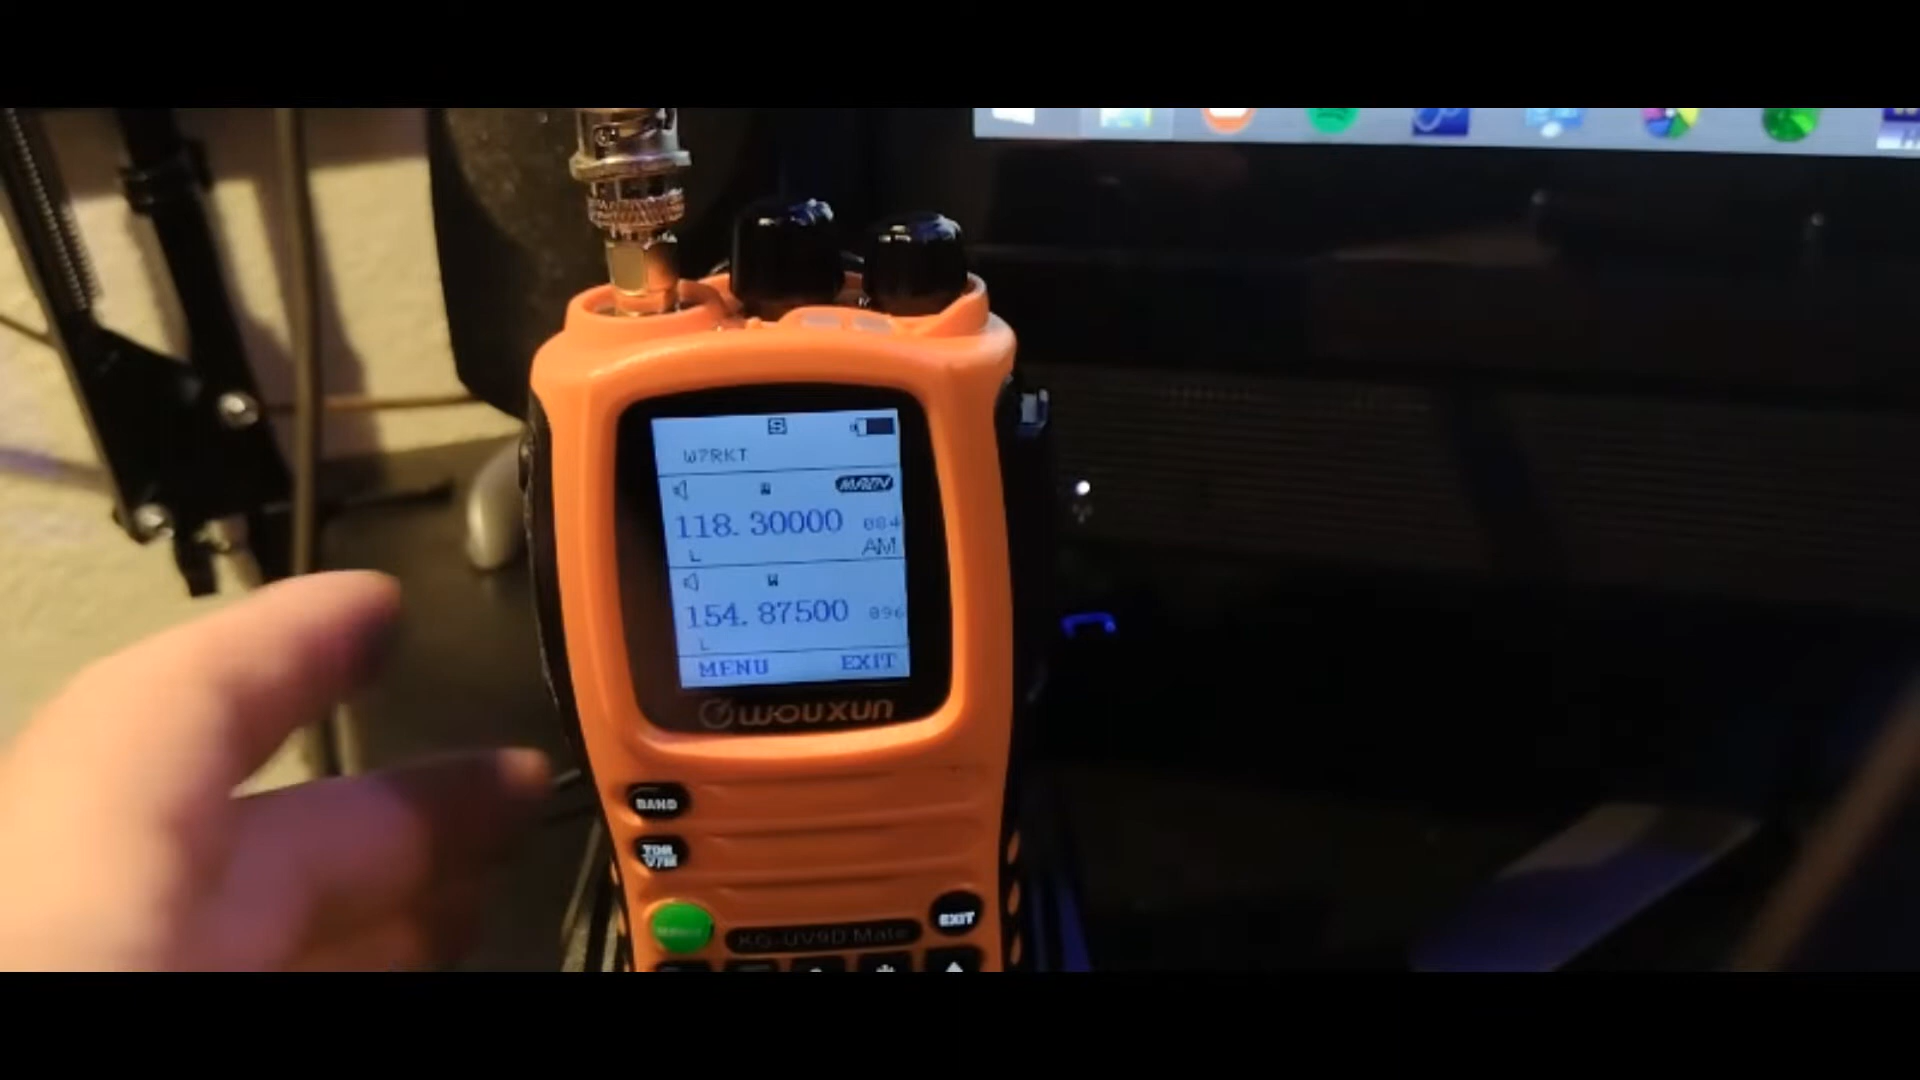 S
W7RKT
MAIN
118.30000 084
L AM
154.87500 096
L
MENU EXIT
WOUXUN
BAND
TDR
V/M
EXIT
KG-UV9D Mate